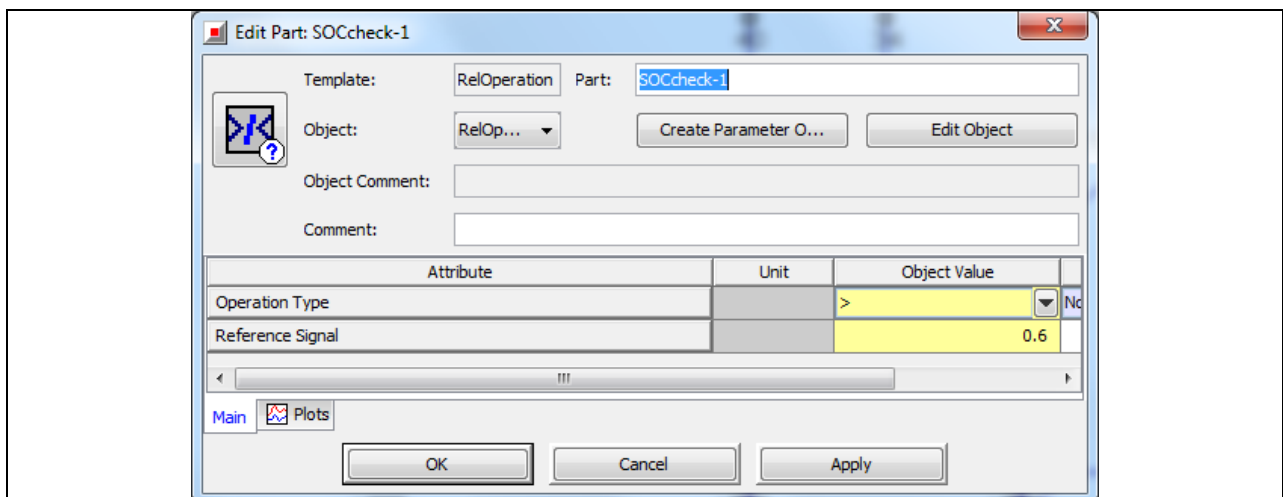 Edit Part: SOCcheck-1
Template: RelOperation Part: SOCcheck-1
Object: RelOp... Create Parameter O... Edit Object
Object Comment:
Comment:
Attribute Unit Object Value
Operation Type > No
Reference Signal 0.6
Main Plots
OK Cancel Apply